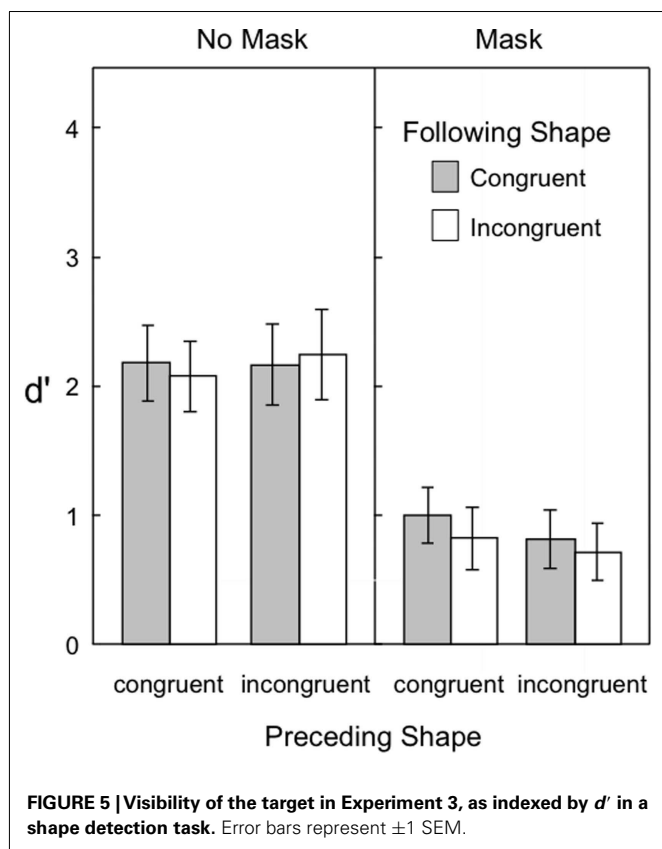 No Mask Mask
4
3
2
1
0
d'
Following Shape
Congruent
Incongruent
congruent incongruent congruent incongruent
Preceding Shape
FIGURE 5 | Visibility of the target in Experiment 3, as indexed by d′ in a
shape detection task. Error bars represent ±1 SEM.